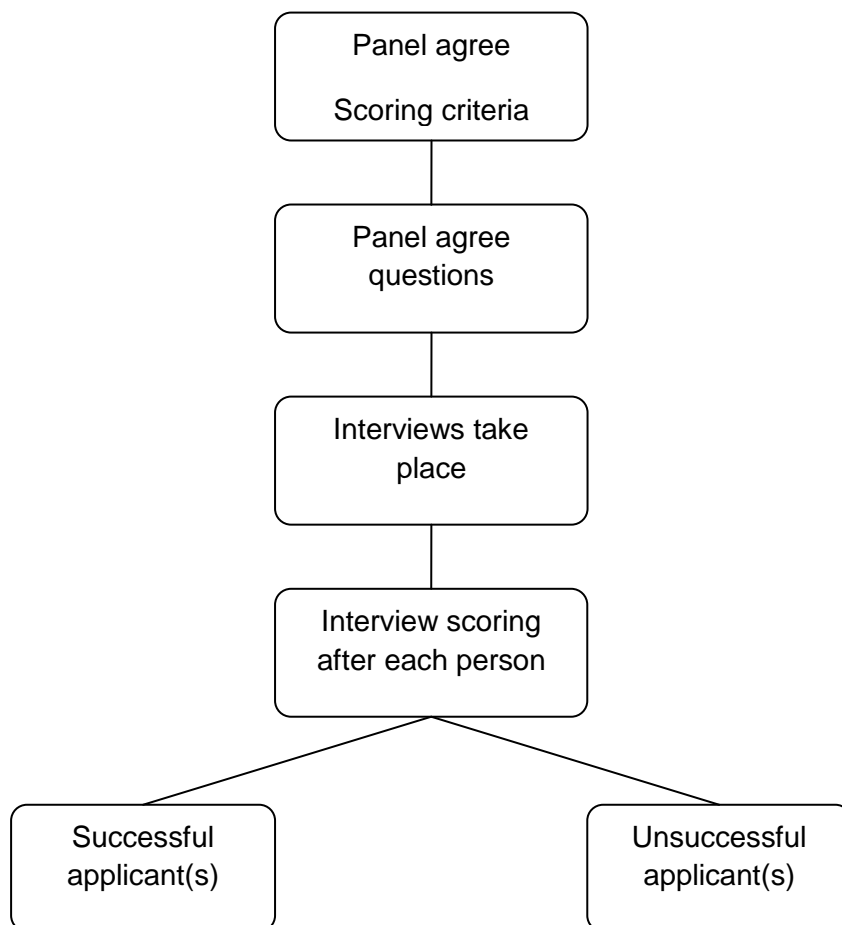 Panel agree
Scoring criteria
Panel agree
questions
Interviews take
place
Interview scoring
after each person
Successful
applicant(s)
Unsuccessful
applicant(s)